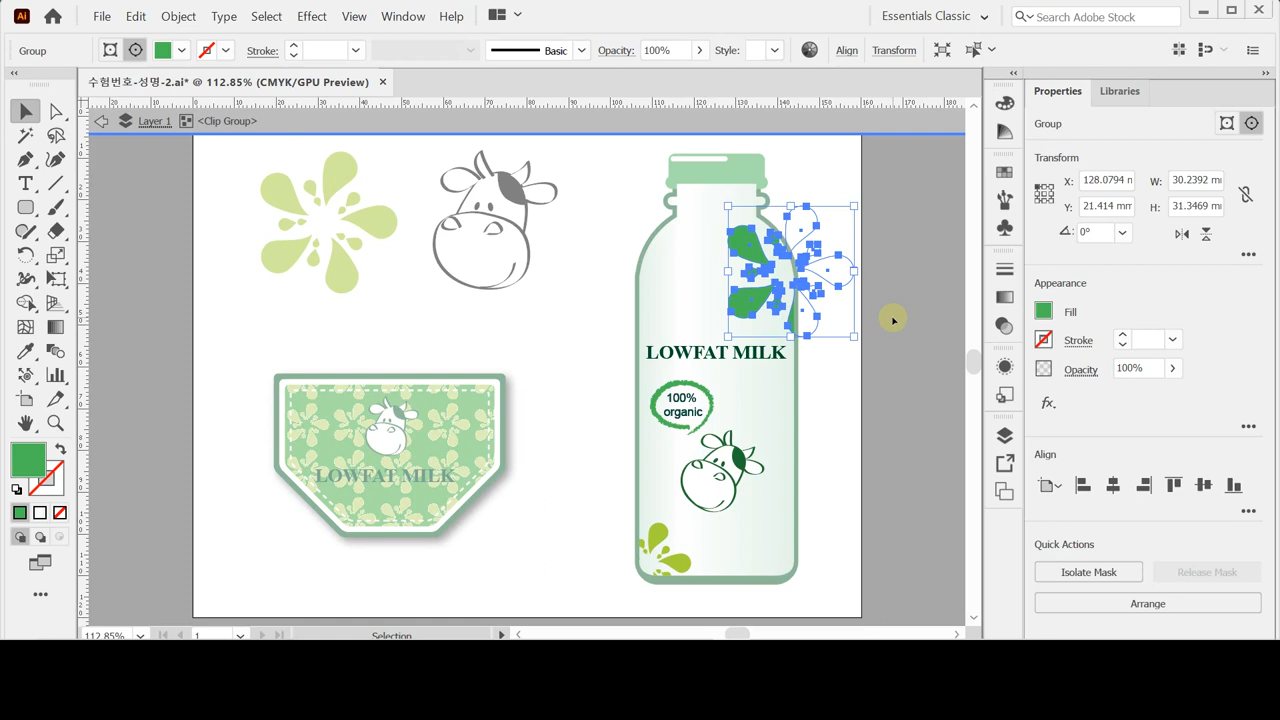 Ai File Edit Object Select Effect View Window Help Essentials Classic Search Adobe Stock
Group Stroke: Basic Opacity: 100% Style: Align Transform
수험번호-성명-2.ai* @ 112.85% (CMYK/GPU Preview)
Properties Libraries
Layer 1 <Clip Group>
Group
Transform
X: 128.0794 W: 30.2392
Y: 21.414 mm H: 31.3469
0°
Appearance
Fill
Stroke
Opacity 100%
fx.
Align
Quick Actions
Isolate Mask Release Mask
Arrange
LOWFAT MILK
100%
organic
LOWFAT MILK
112.85% 1 Selection